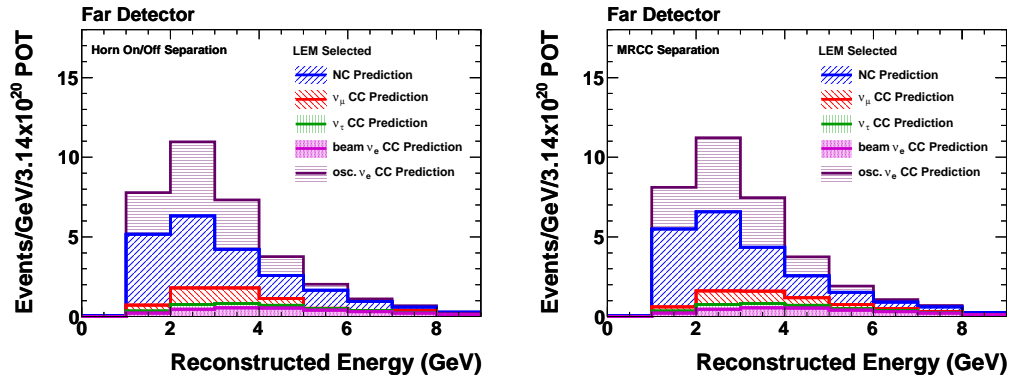 Far Detector
Horn On/Off Separation
LEM Selected
NC Prediction
νμ CC Prediction
ντ CC Prediction
beam νe CC Prediction
osc. νe CC Prediction
Events/GeV/3.14x10²⁰ POT
15
10
5
0
0 2 4 6 8
Reconstructed Energy (GeV)
Far Detector
MRCC Separation
LEM Selected
NC Prediction
νμ CC Prediction
ντ CC Prediction
beam νe CC Prediction
osc. νe CC Prediction
Events/GeV/3.14x10²⁰ POT
15
10
5
0
0 2 4 6 8
Reconstructed Energy (GeV)